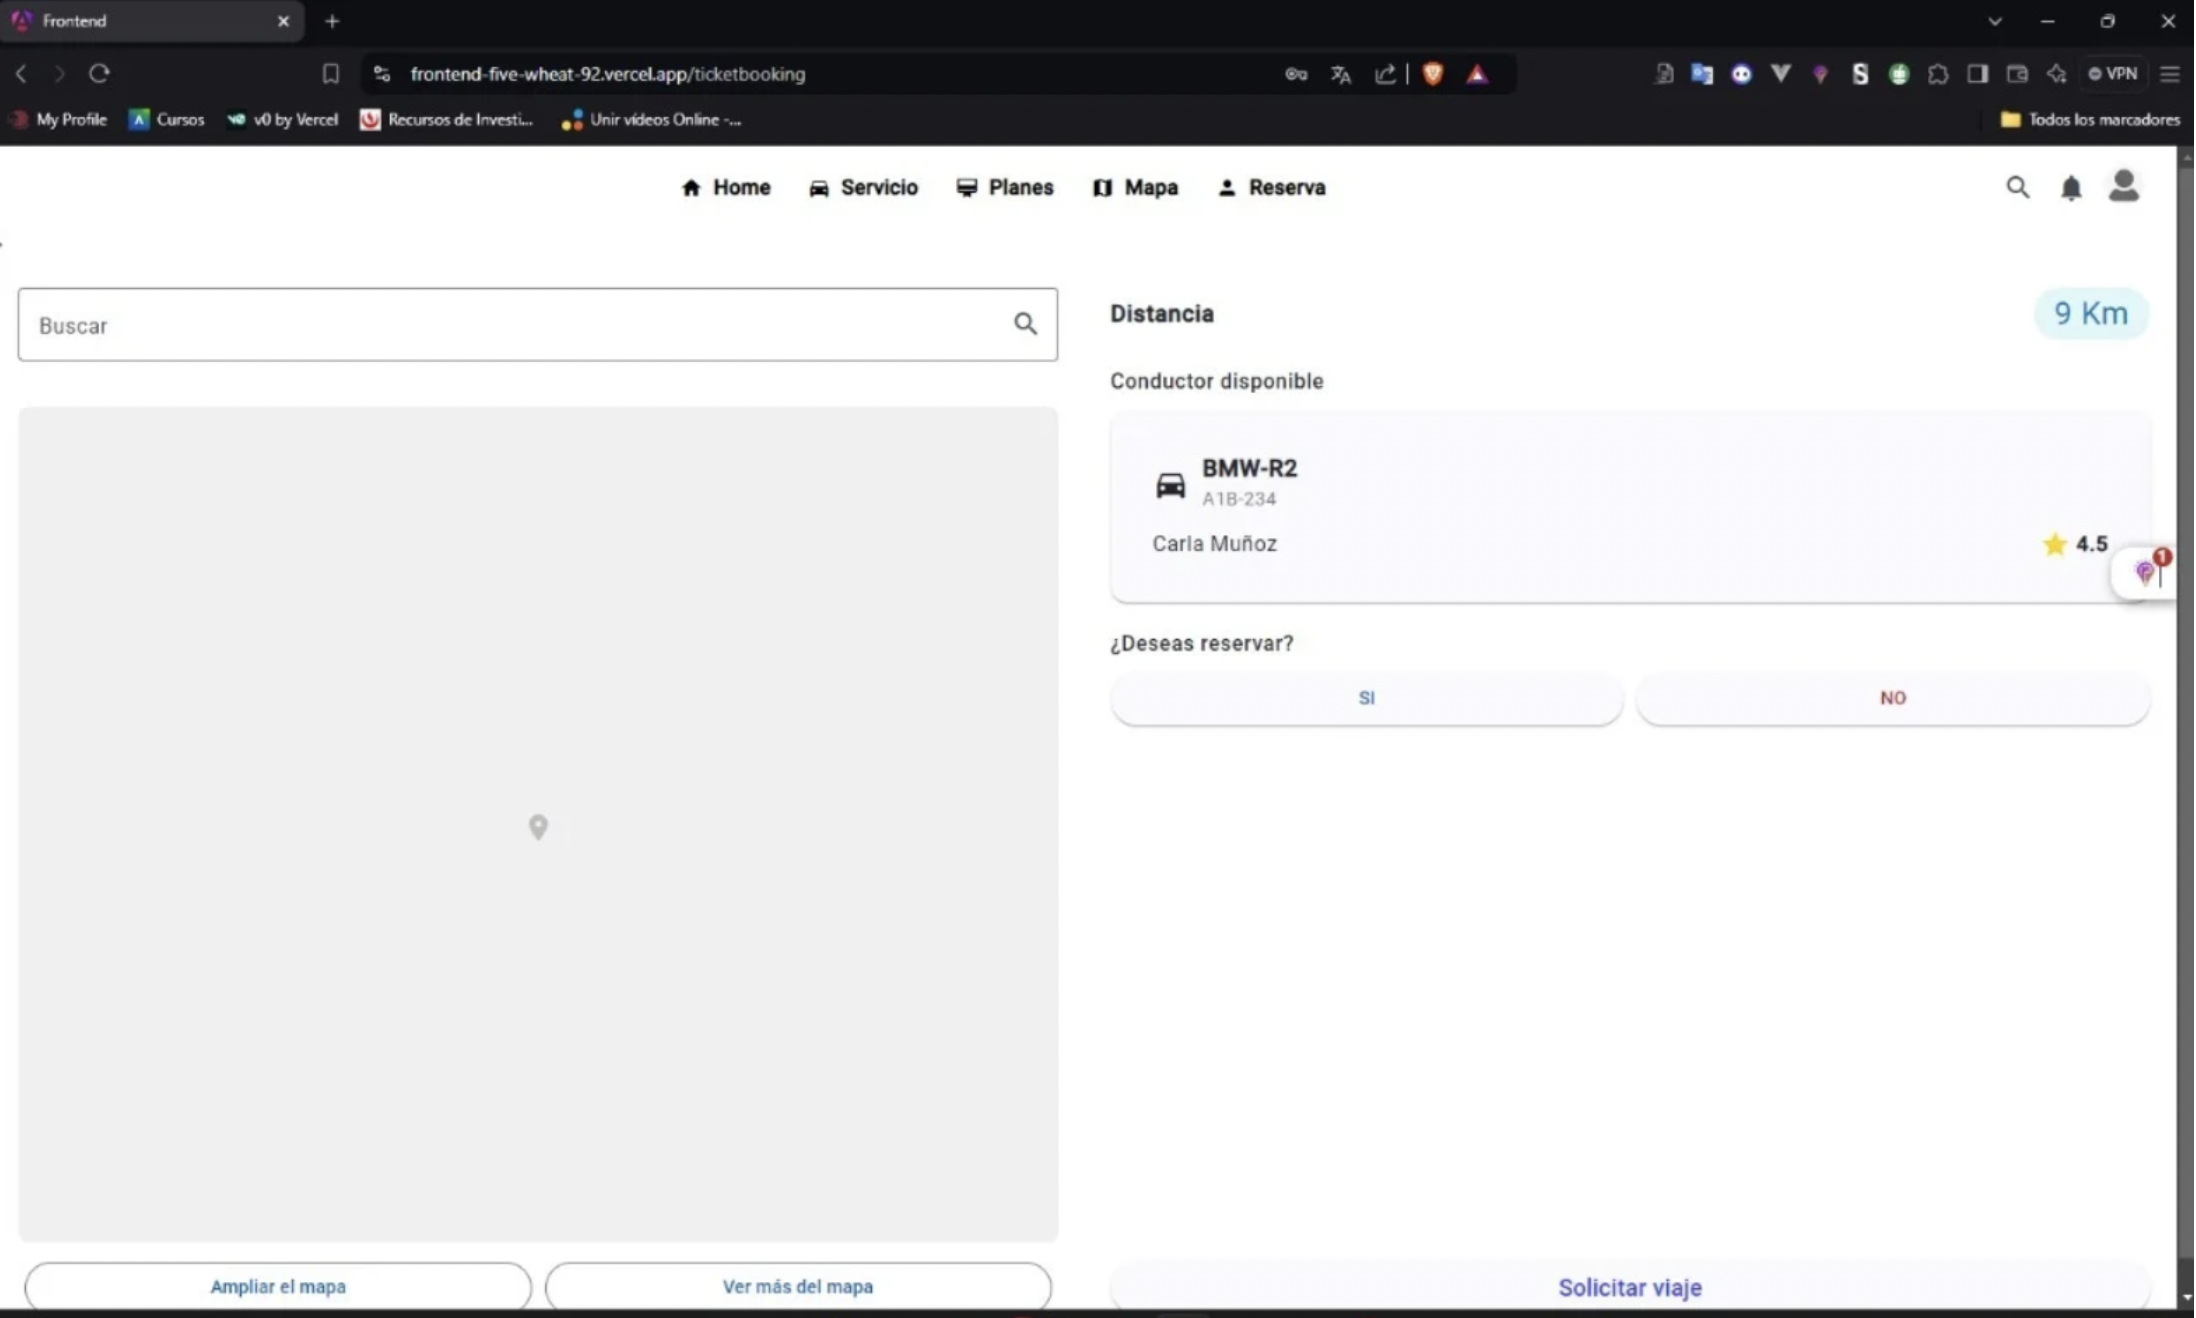 Frontend
frontend-five-wheat-92.vercel.app/ticketbooking
VPN
My Profile
Cursos
v0 by Vercel
Recursos de Investi...
Unir vídeos Online -...
Todos los marcadores
Home
Servicio
Planes
Mapa
Reserva
Buscar
Distancia
9 Km
Conductor disponible
BMW-R2
A1B-234
Carla Muñoz
4.5
1
¿Deseas reservar?
SI
NO
Ampliar el mapa
Ver más del mapa
Solicitar viaje